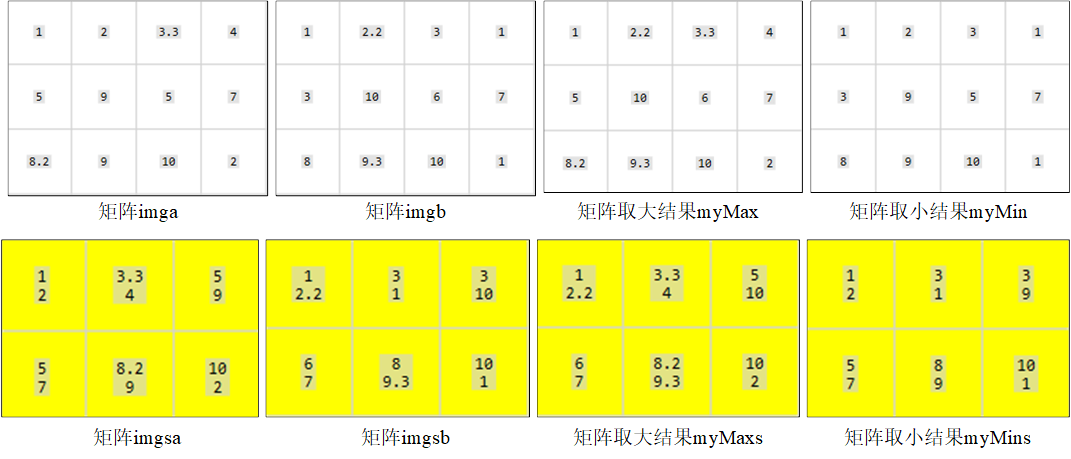 1 2 3.3 4 1 2.2 3 1 1 2.2 3.3 4 1 2 3 1
5 9 5 7 3 10 6 7 5 10 6 7 3 9 5 7
8.2 9 10 2 8 9.3 10 1 8.2 9.3 10 2 8 9 10 1
矩阵imga 矩阵imgb 矩阵取大结果myMax 矩阵取小结果myMin
1 3.3 5 1 3 3 1 3.3 5 1 3 3
2 4 9 2.2 1 10 2.2 4 10 2 1 9
5 8.2 10 6 8 10 6 8.2 10 5 8 10
7 9 2 7 9.3 1 7 9.3 2 7 9 1
矩阵imgsa 矩阵imgsb 矩阵取大结果myMaxs 矩阵取小结果myMins